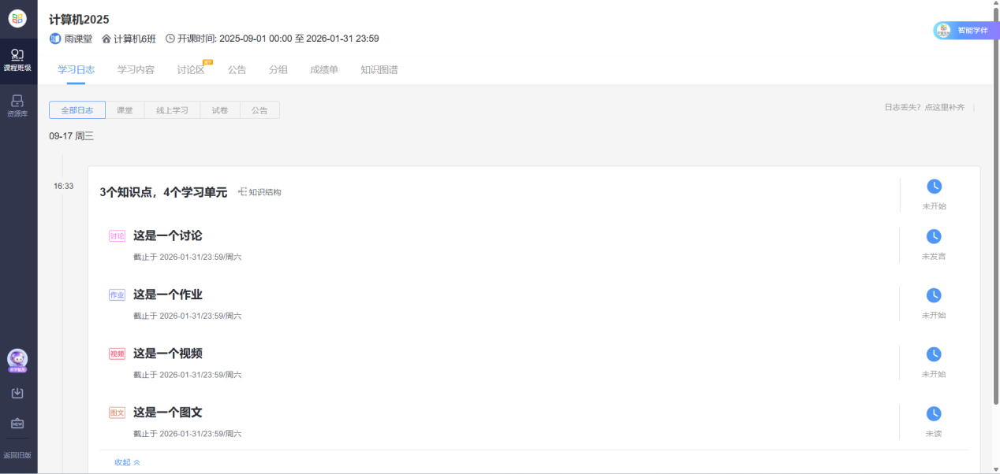 计算机2025
雨课堂 计算机6班 开课时间: 2025-09-01 00:00 至 2026-01-31 23:59
智能学伴
课程班级
资源库
学习日志 学习内容 讨论区 公告 分组 成绩单 知识图谱
全部日志 课堂 线上学习 试卷 公告
日志丢失？点这里补齐
09-17 周三
16:33
3个知识点，4个学习单元 知识结构
未开始
讨论 这是一个讨论
截止于 2026-01-31/23:59/周六
未发言
作业 这是一个作业
截止于 2026-01-31/23:59/周六
未开始
视频 这是一个视频
截止于 2026-01-31/23:59/周六
未开始
图文 这是一个图文
截止于 2026-01-31/23:59/周六
未读
收起
NEW
返回旧版